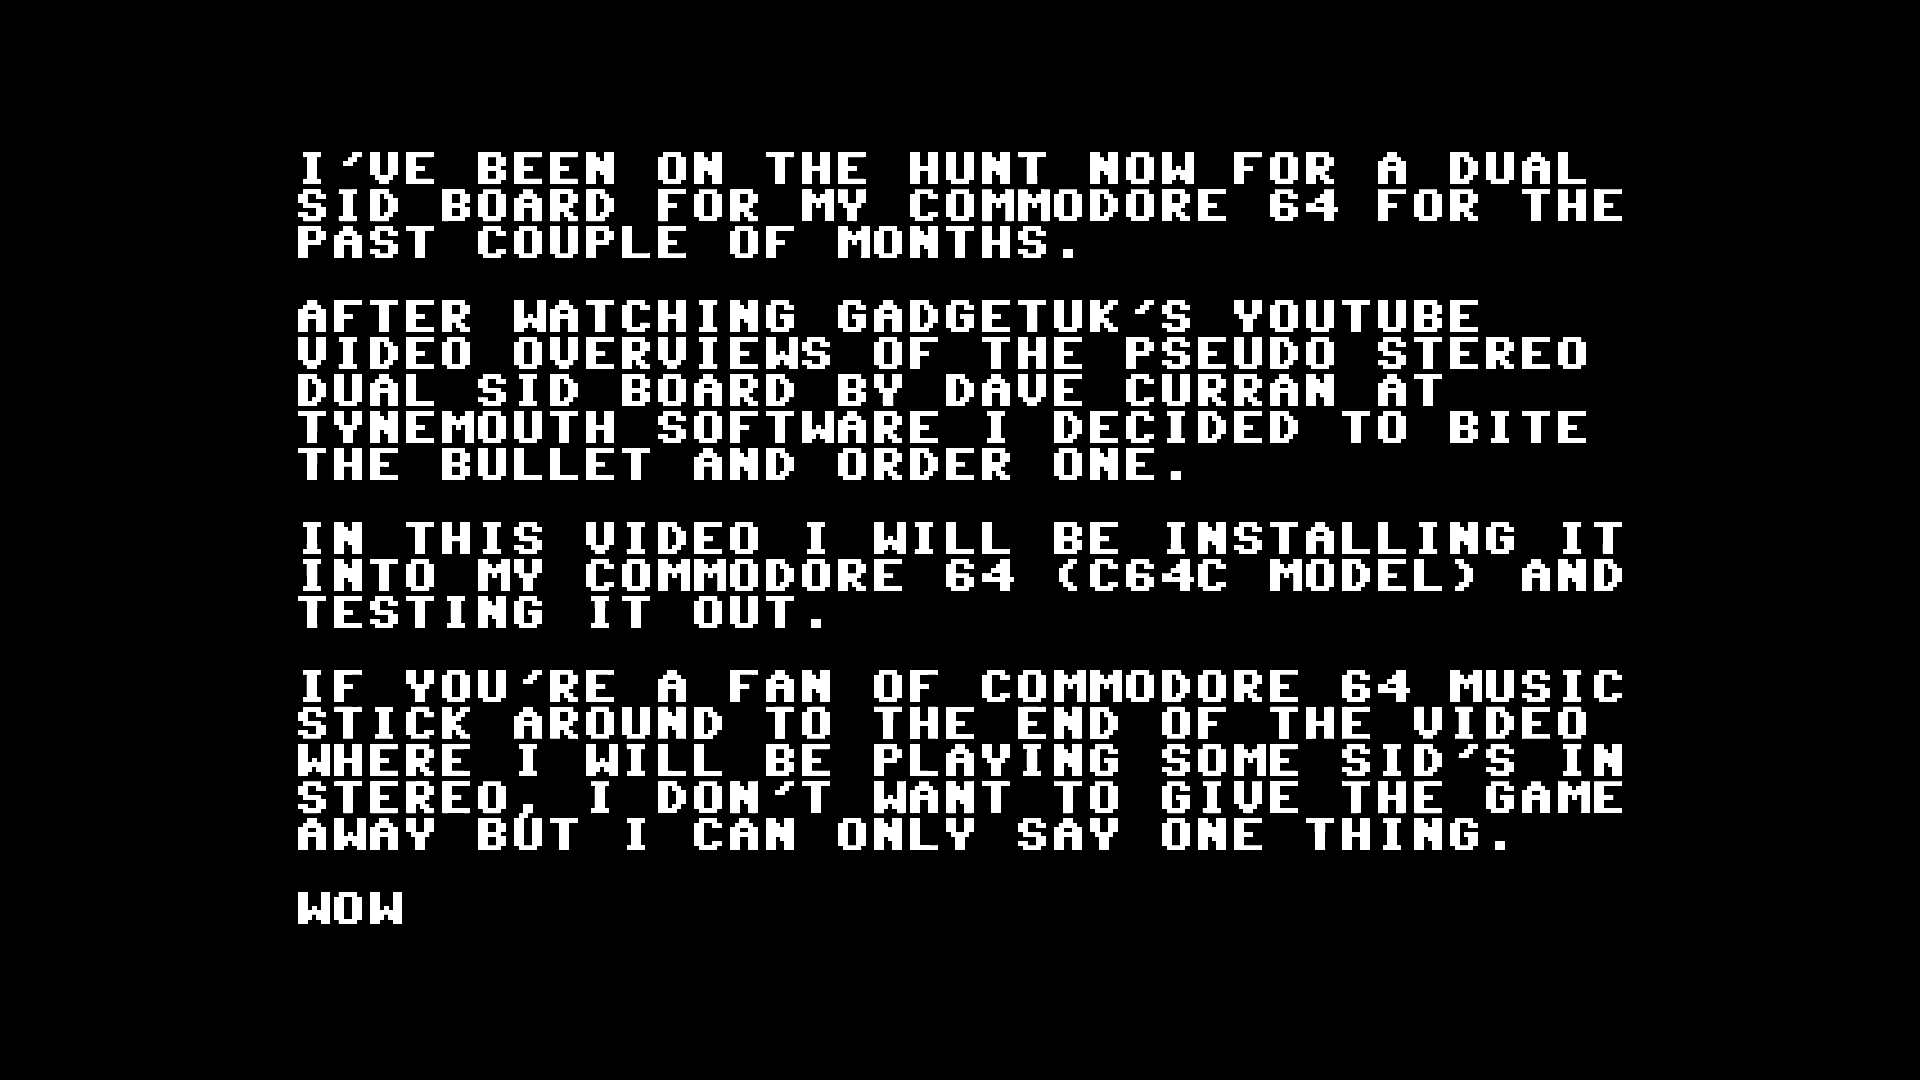 I'VE BEEN ON THE HUNT NOW FOR A DUAL
SID BOARD FOR MY COMMODORE 64 FOR THE
PAST COUPLE OF MONTHS.
AFTER WATCHING GADGETUK'S YOUTUBE
VIDEO OVERVIEWS OF THE PSEUDO STEREO
DUAL SID BOARD BY DAVE CURRAN AT
TYNEMOUTH SOFTWARE I DECIDED TO BITE
THE BULLET AND ORDER ONE.
IN THIS VIDEO I WILL BE INSTALLING IT
INTO MY COMMODORE 64 (C64C MODEL) AND
TESTING IT OUT.
IF YOU'RE A FAN OF COMMODORE 64 MUSIC
STICK AROUND TO THE END OF THE VIDEO
WHERE I WILL BE PLAYING SOME SID'S IN
STEREO, I DON'T WANT TO GIVE THE GAME
AWAY BUT I CAN ONLY SAY ONE THING.
WOW